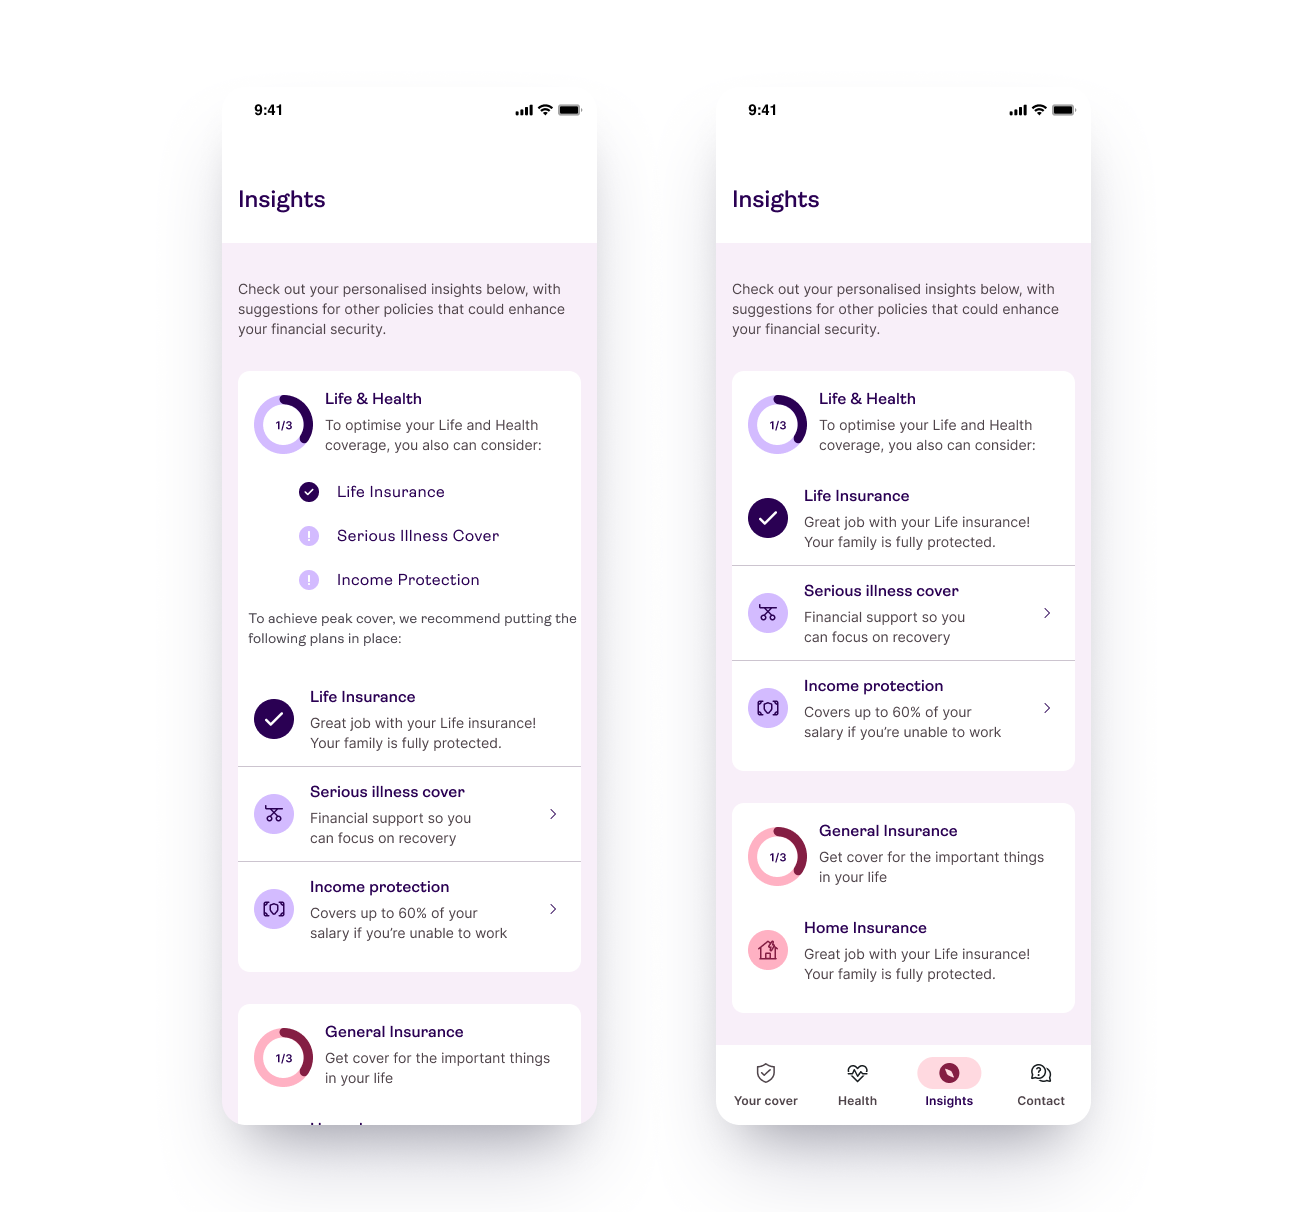 9:41
Insights
Check out your personalised insights below, with
suggestions for other policies that could enhance
your financial security.
1/3
Life & Health
To optimise your Life and Health
coverage, you also can consider:
Life Insurance
! Serious Illness Cover
! Income Protection
To achieve peak cover, we recommend putting the
following plans in place:
Life Insurance
Great job with your Life insurance!
Your family is fully protected.
Serious illness cover
Financial support so you
can focus on recovery
Income protection
Covers up to 60% of your
salary if you’re unable to work
1/3
General Insurance
Get cover for the important things
in your life
9:41
Insights
Check out your personalised insights below, with
suggestions for other policies that could enhance
your financial security.
1/3
Life & Health
To optimise your Life and Health
coverage, you also can consider:
Life Insurance
Great job with your Life insurance!
Your family is fully protected.
Serious illness cover
Financial support so you
can focus on recovery
Income protection
Covers up to 60% of your
salary if you’re unable to work
1/3
General Insurance
Get cover for the important things
in your life
Home Insurance
Great job with your Life insurance!
Your family is fully protected.
Your cover Health Insights Contact